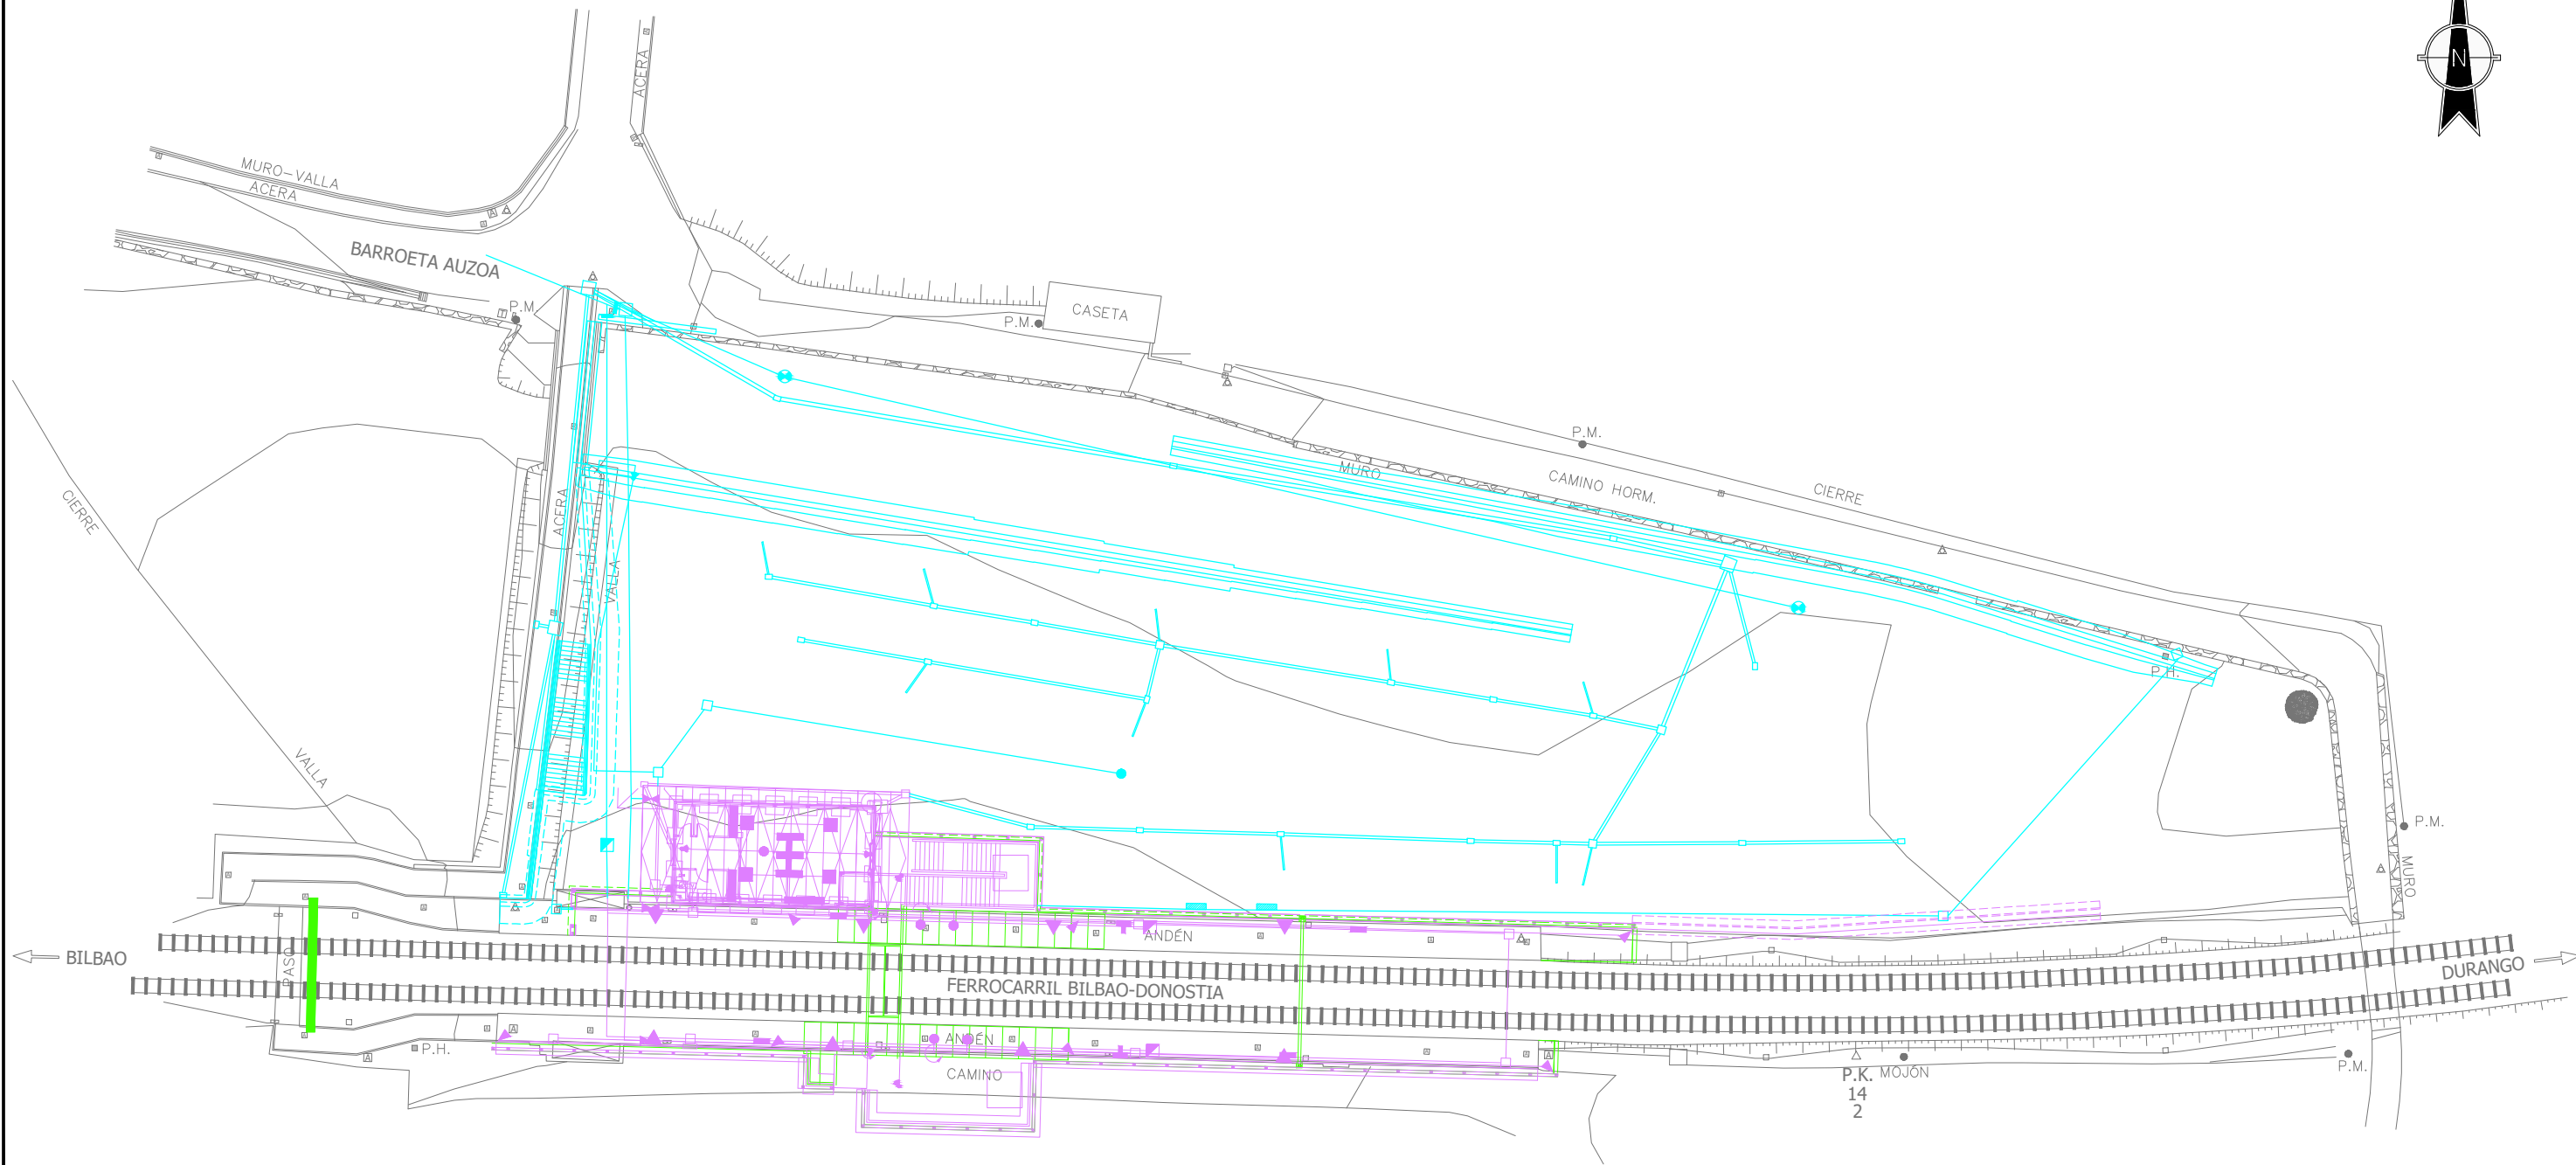 N
ACERA
MURO-VALLA
ACERA
BARROETA AUZOA
P.M.
P.M.
CASETA
P.M.
MURO
CAMINO HORM.
CIERRE
CIERRE
ACERA
VALLA
P.H.
VALLA
P.M.
MURO
ANDÉN
BILBAO
PASO
DURANGO
FERROCARRIL BILBAO-DONOSTIA
ANDÉN
P.H.
CAMINO
P.K.
14
2
MOJÓN
P.M.